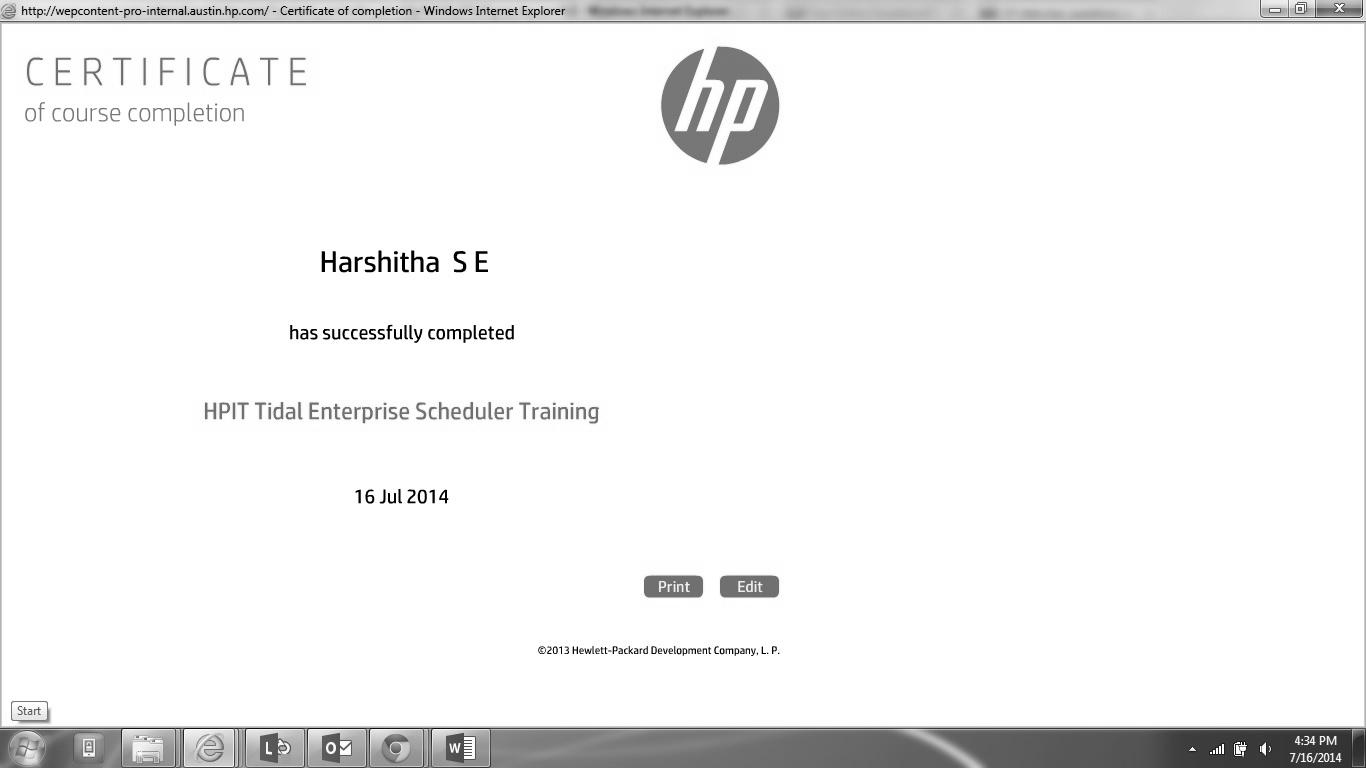 http://wepcontent-pro-internal.austin.hp.com/ - Certificate of completion - Windows Internet Explorer
CERTIFICATE
of course completion
hp
Harshitha S E
has successfully completed
HPIT Tidal Enterprise Scheduler Training
16 Jul 2014
Print Edit
©2013 Hewlett-Packard Development Company, L. P.
Start
4:34 PM
7/16/2014